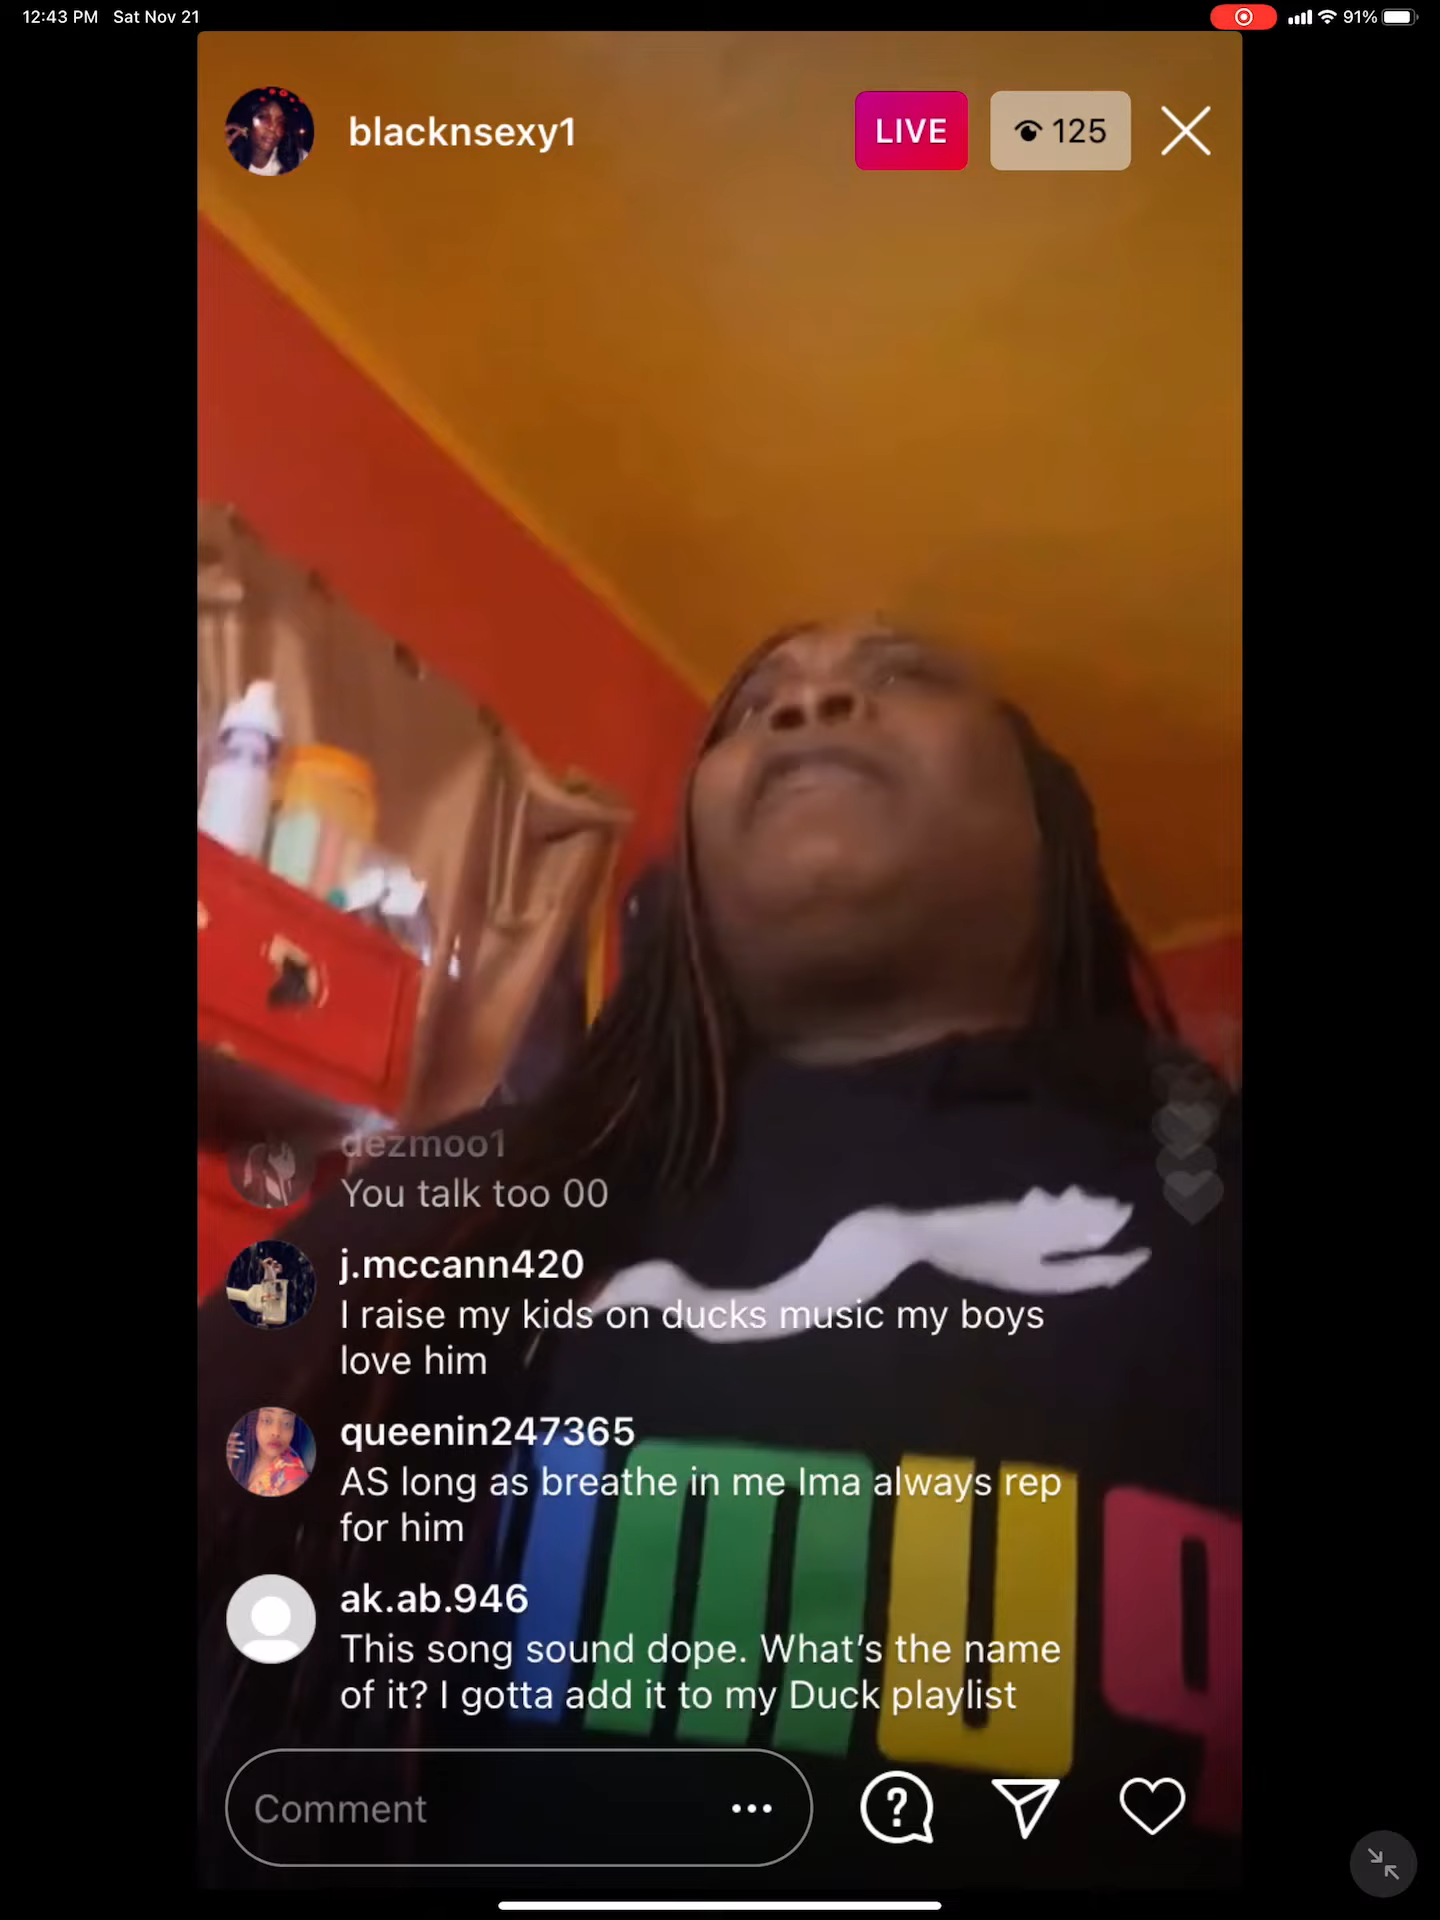 12:43 PM Sat Nov 21
91%
blacknsexy1
LIVE
125
dezmoo1
You talk too 00
j.mccann420
I raise my kids on ducks music my boys
love him
queenin247365
AS long as breathe in me Ima always rep
for him
ak.ab.946
This song sound dope. What's the name
of it? I gotta add it to my Duck playlist
Comment